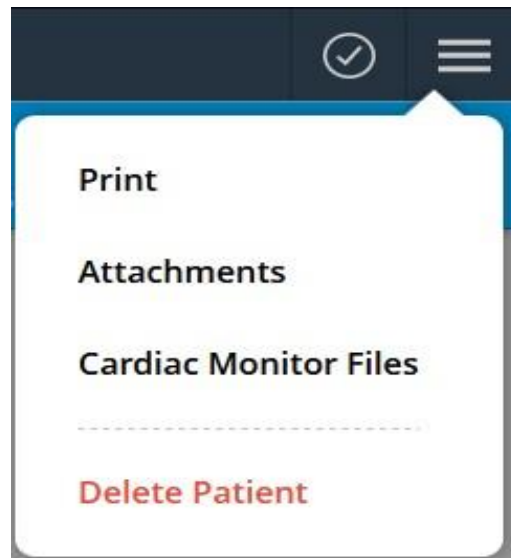 Print
Attachments
Cardiac Monitor Files
Delete Patient